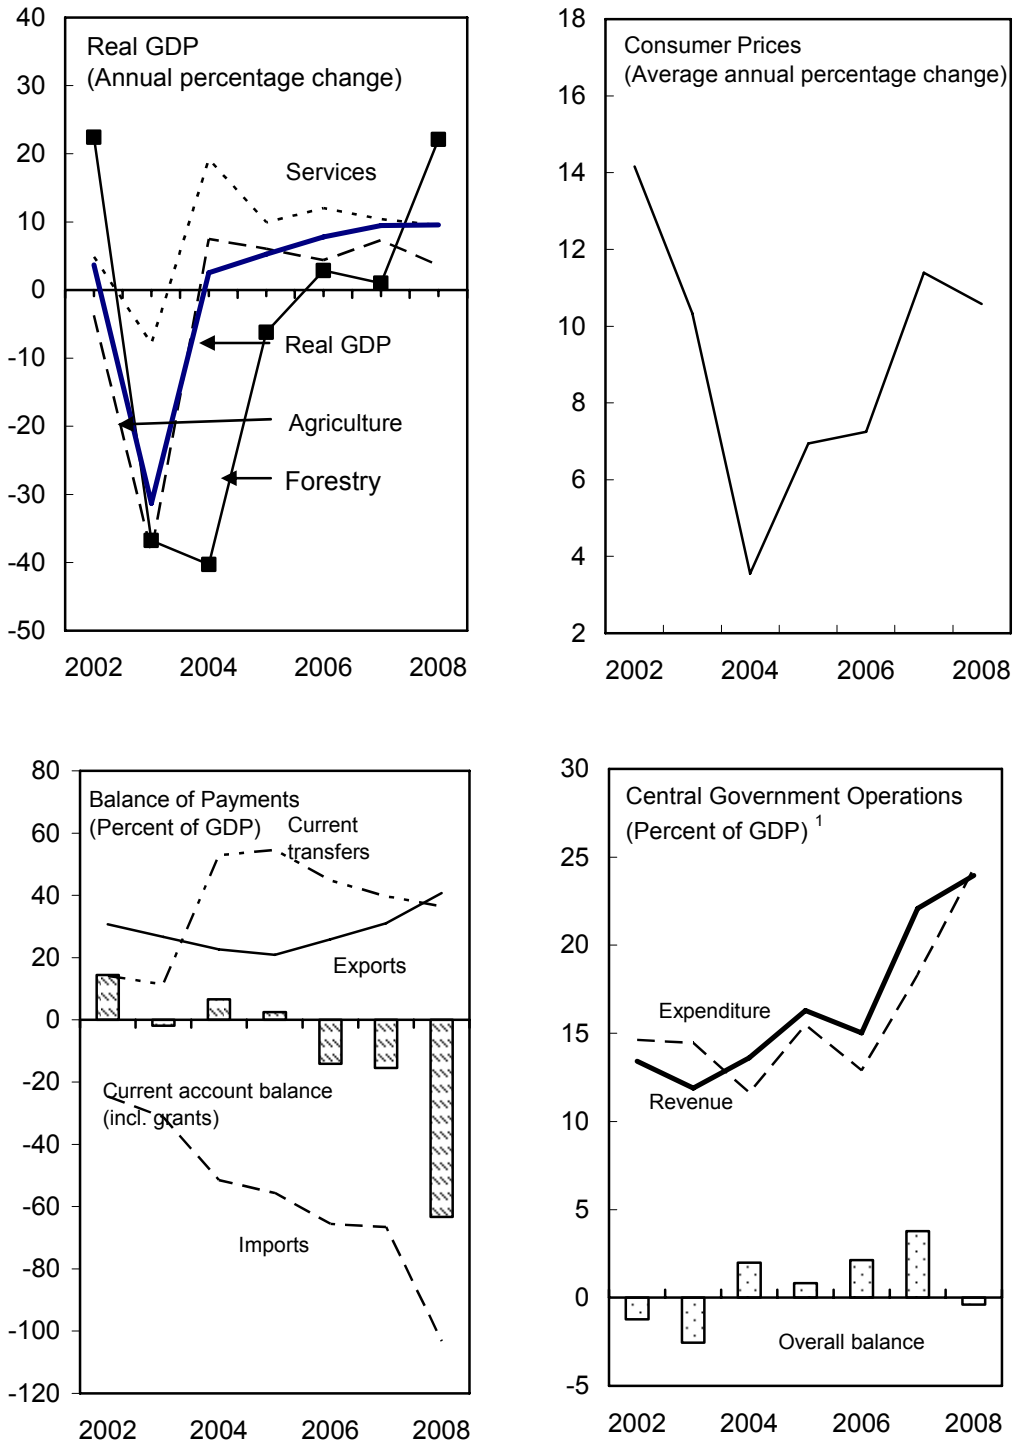 Real GDP
(Annual percentage change)
40
30
20
10
0
-10
-20
-30
-40
-50
Services
Real GDP
Agriculture
Forestry
2002 2004 2006 2008
Consumer Prices
(Average annual percentage change)
18
16
14
12
10
8
6
4
2
2002 2004 2006 2008
Balance of Payments
(Percent of GDP)
80
60
40
20
0
-20
-40
-60
-80
-100
-120
Current
transfers
Exports
Current account balance
(incl. grants)
Imports
2002 2004 2006 2008
Central Government Operations
(Percent of GDP) 1
30
25
20
15
10
5
0
-5
Expenditure
Revenue
Overall balance
2002 2004 2006 2008